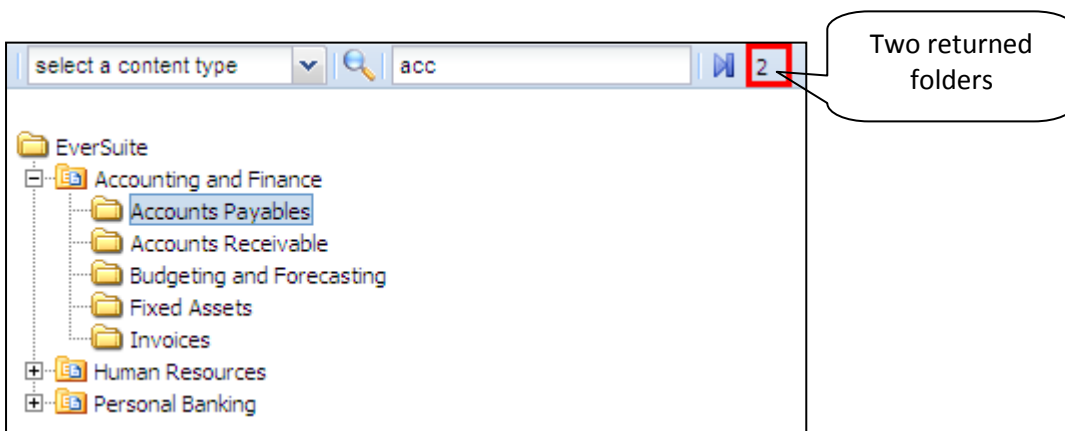 select a content type acc 2
Two returned
folders
EverSuite
Accounting and Finance
Accounts Payables
Accounts Receivable
Budgeting and Forecasting
Fixed Assets
Invoices
Human Resources
Personal Banking